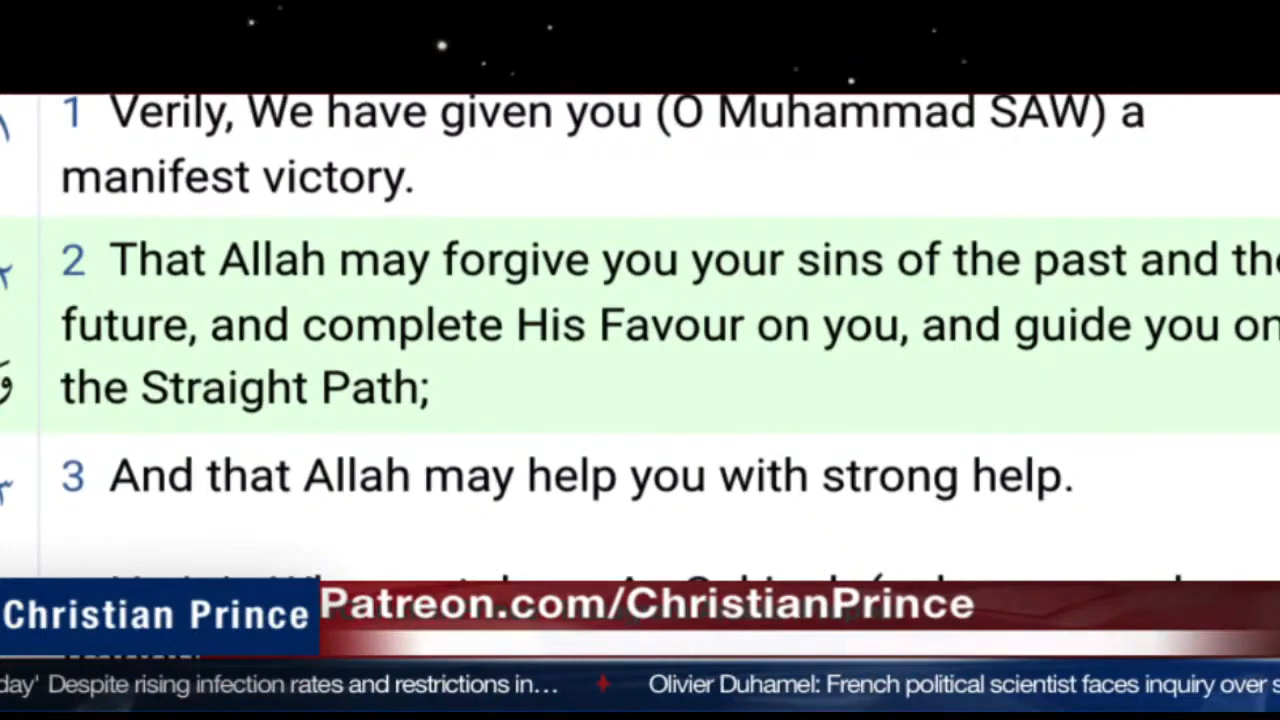 1 Verily, We have given you (O Muhammad SAW) a
manifest victory.
2 That Allah may forgive you your sins of the past and the
future, and complete His Favour on you, and guide you on
the Straight Path;
3 And that Allah may help you with strong help.
Christian Prince
Patreon.com/ChristianPrince
day' Despite rising infection rates and restrictions in… Olivier Duhamel: French political scientist faces inquiry over